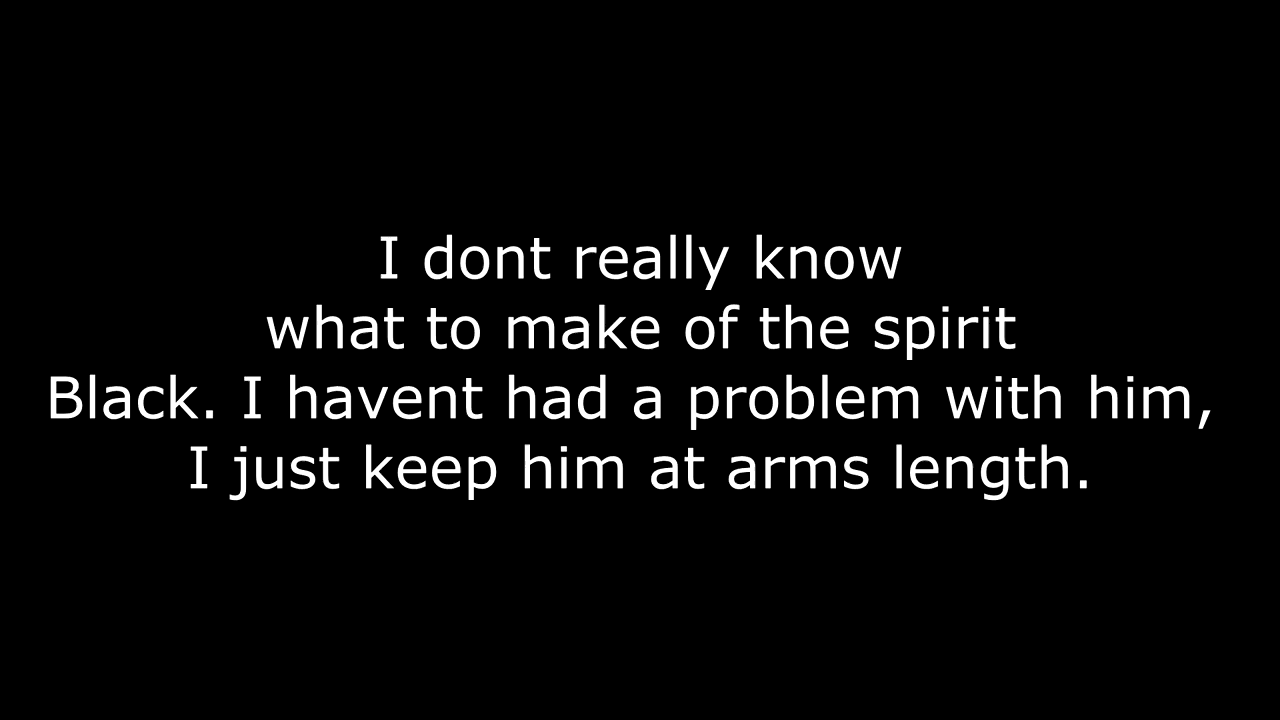 I dont really know
what to make of the spirit
Black. I havent had a problem with him,
I just keep him at arms length.